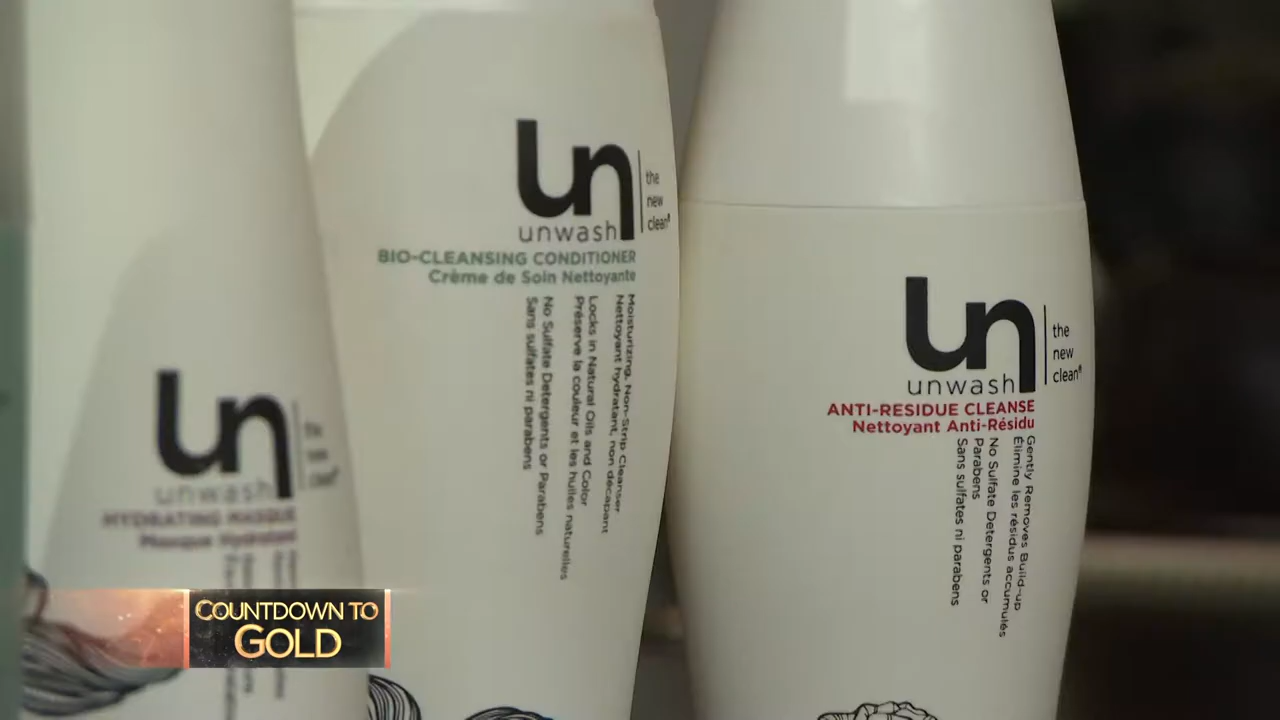 un
unwash
the
new
clean®
BIO-CLEANSING CONDITIONER
Crème de Soin Nettoyante
Moisturizing, Non-Strip Cleanser
Nettoyant hydratant, non décapant
Locks in Natural Oils and Color
Préserve la couleur et les huiles naturelles
No Sulfate Detergents or Parabens
Sans sulfates ni parabens
un
unwash
the
new
clean®
ANTI-RESIDUE CLEANSE
Nettoyant Anti-Résidu
Gently Removes Build-up
Élimine les résidus accumulés
No Sulfate Detergents or
Parabens
Sans sulfates ni parabens
un
unwash
the
new
clean®
HYDRATING MASQUE
Masque Hydratant
COUNTDOWN TO
GOLD